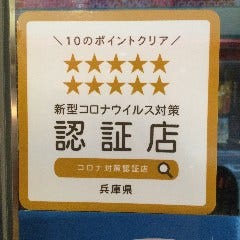 ＼10のポイントクリア／
★★★★★
★★★★★
新型コロナウイルス対策
認証店
コロナ対策認証店
兵庫県